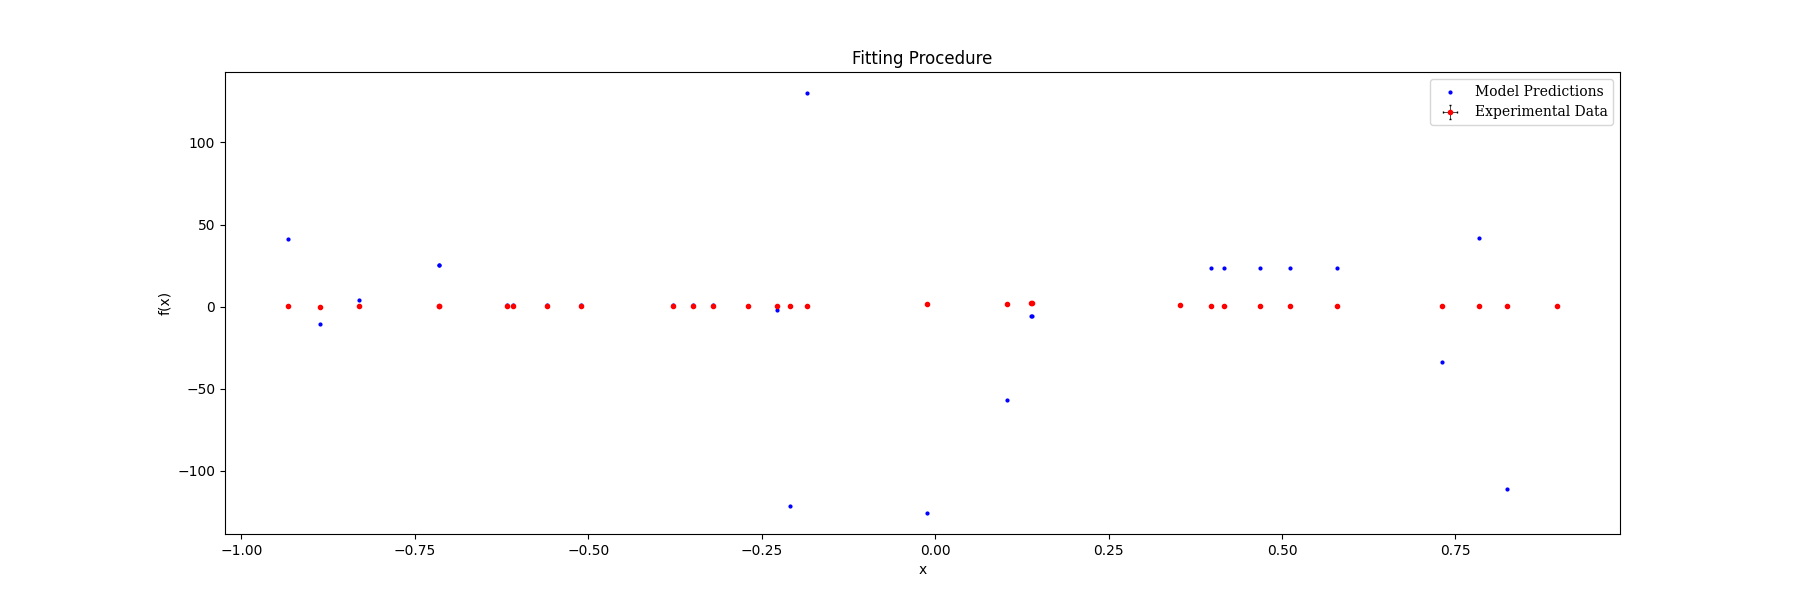 Fitting Procedure
Model Predictions
Experimental Data
100
50
0
−50
−100
f(x)
−1.00
−0.75
−0.50
−0.25
0.00
0.25
0.50
0.75
x